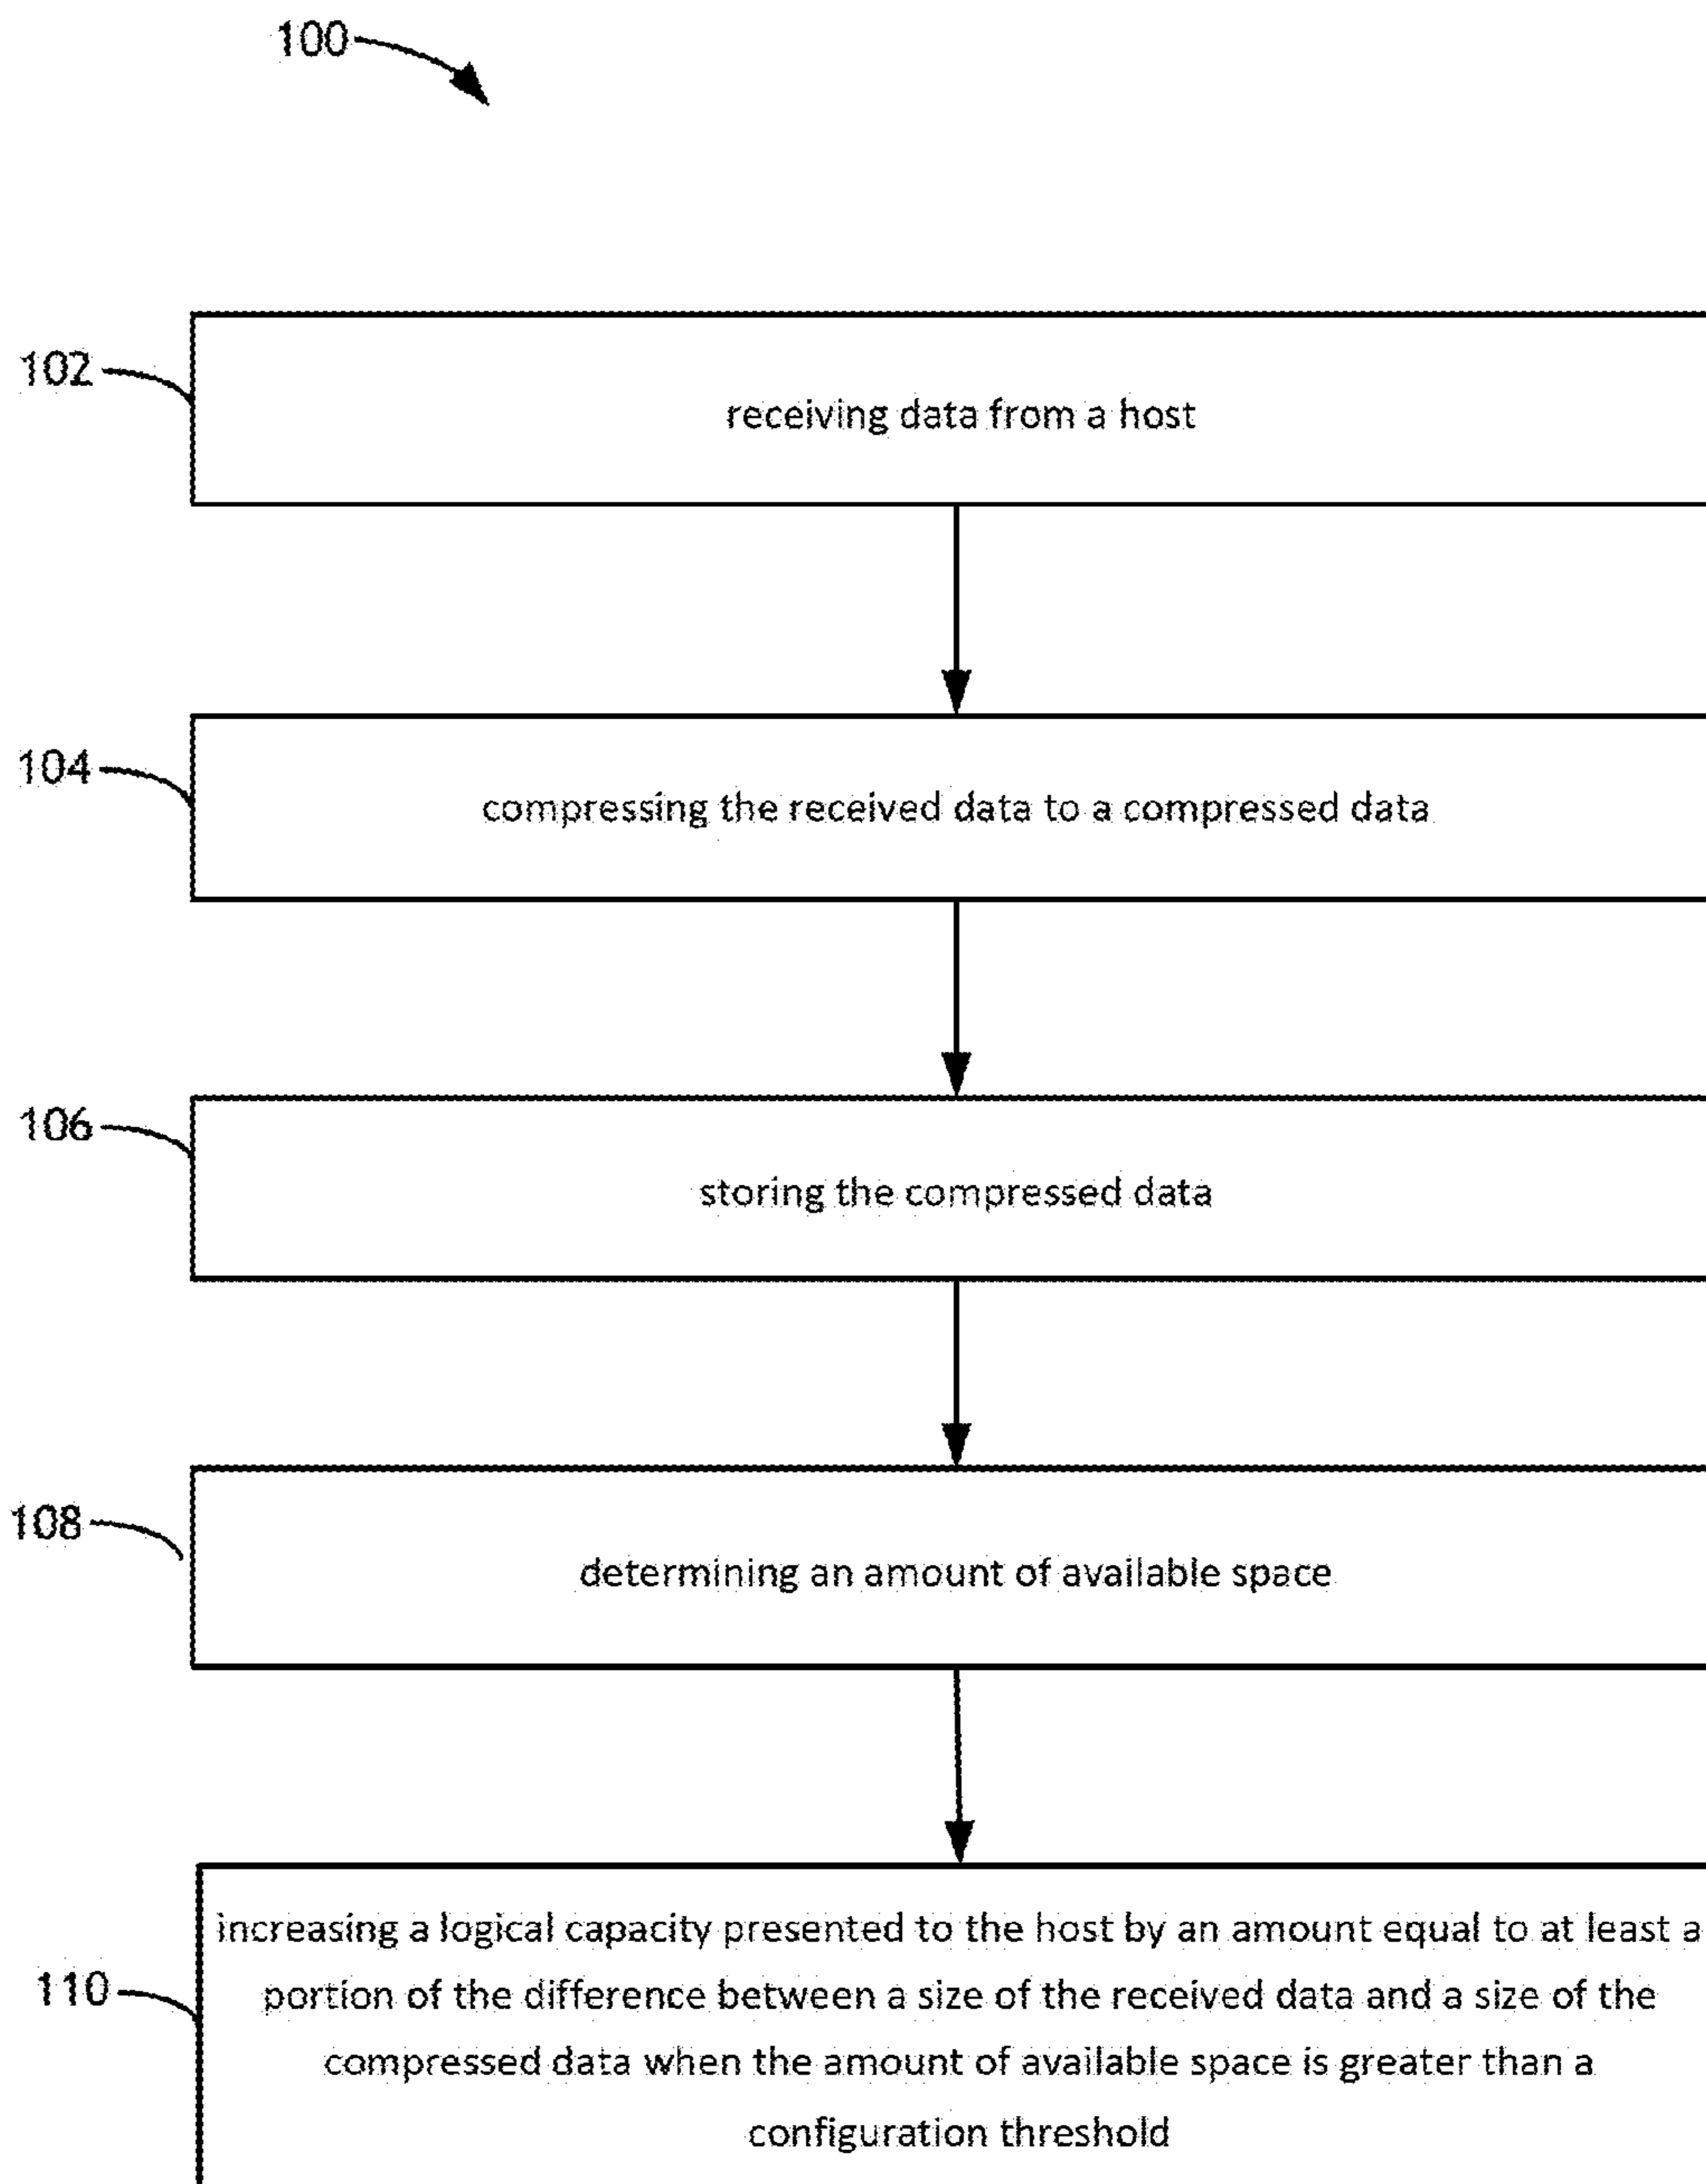 100
102
receiving data from a host
104
compressing the received data to a compressed data
106
storing the compressed data
108
determining an amount of available space
110
increasing a logical capacity presented to the host by an amount equal to at least a
portion of the difference between a size of the received data and a size of the
compressed data when the amount of available space is greater than a
configuration threshold